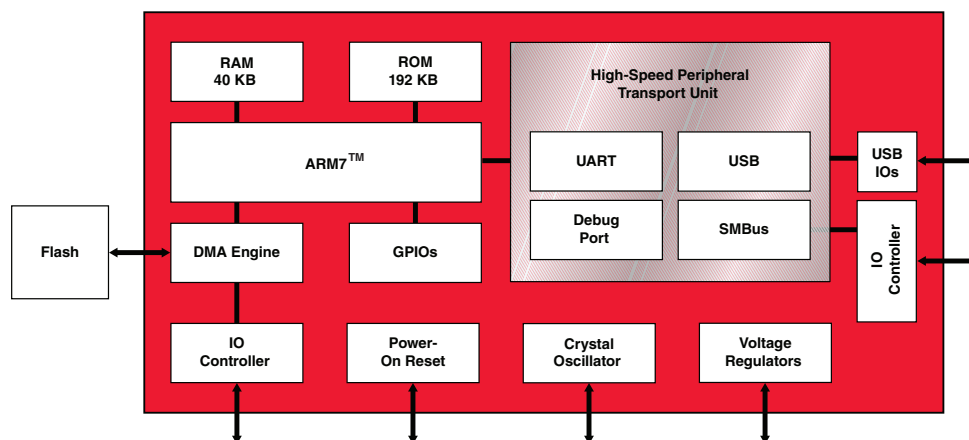 RAM
40 KB
ROM
192 KB
High-Speed Peripheral
Transport Unit
ARM7™
UART
USB
USB
IOs
Debug
Port
SMBus
IO
Controller
Flash
DMA Engine
GPIOs
IO
Controller
Power-
On Reset
Crystal
Oscillator
Voltage
Regulators